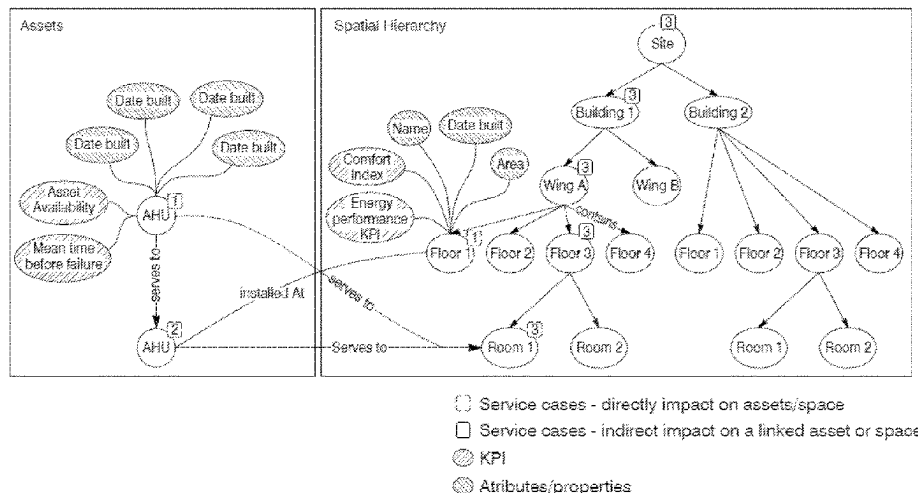 Assets
Spatial Hierarchy
3
Site
Date built
Date built
Date built
Date built
Name
Date built
Building 1
3
Building 2
Comfort
Index
Area
Asset
Availability
Energy
performance
KPI
Wing A
3
Wing B
contains
AHU
1
Mean time
before failure
Floor 1
1
Floor 2
Floor 3
3
Floor 4
Floor 1
Floor 2
Floor 3
Floor 4
serves to
installed At
serves to
AHU
2
Serves to
Room 1
3
Room 2
Room 1
Room 2
Service cases - directly impact on assets/space
Service cases - indirect impact on a linked asset or space
KPI
Atributes/properties